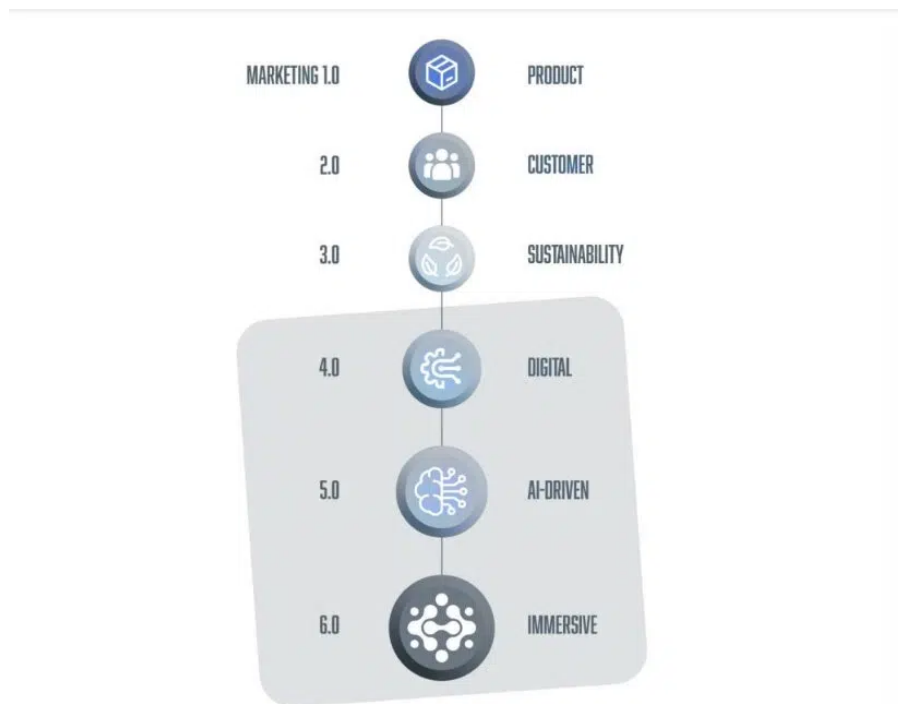 MARKETING 1.0 PRODUCT
2.0 CUSTOMER
3.0 SUSTAINABILITY
4.0 DIGITAL
5.0 AI-DRIVEN
6.0 IMMERSIVE